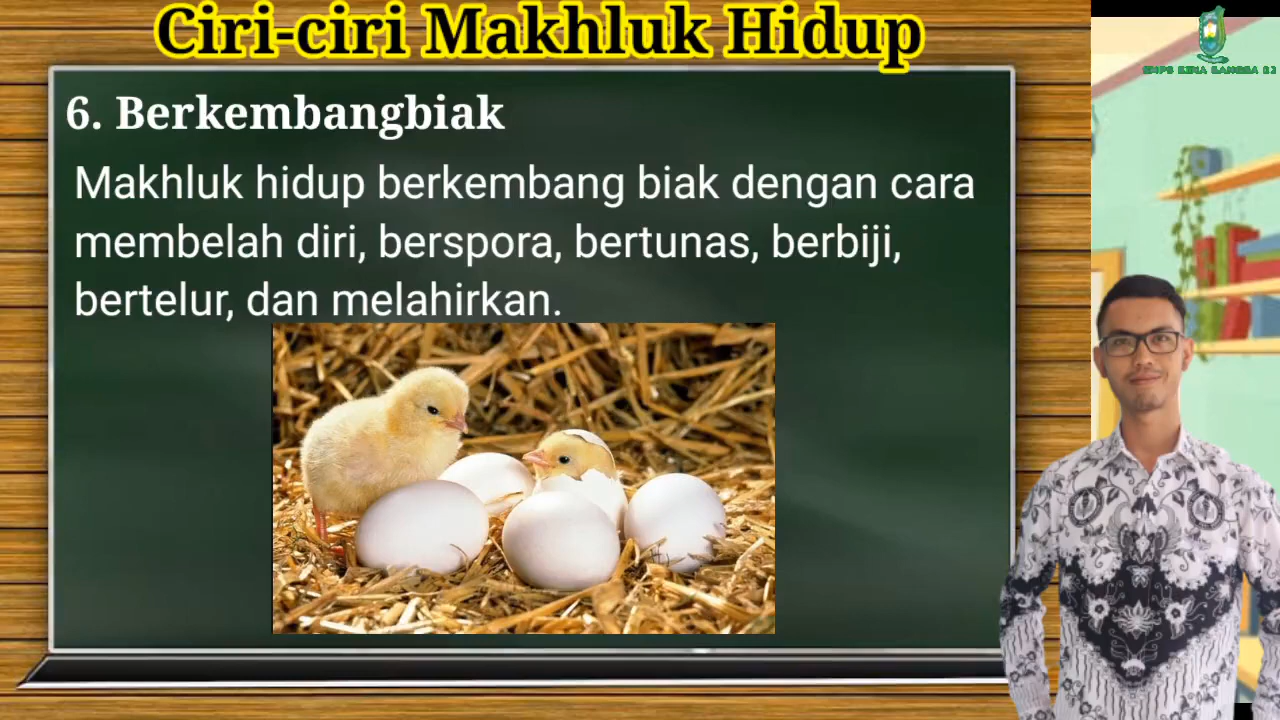 Ciri-ciri Makhluk Hidup
6. Berkembangbiak
Makhluk hidup berkembang biak dengan cara
membelah diri, berspora, bertunas, berbiji,
bertelur, dan melahirkan.